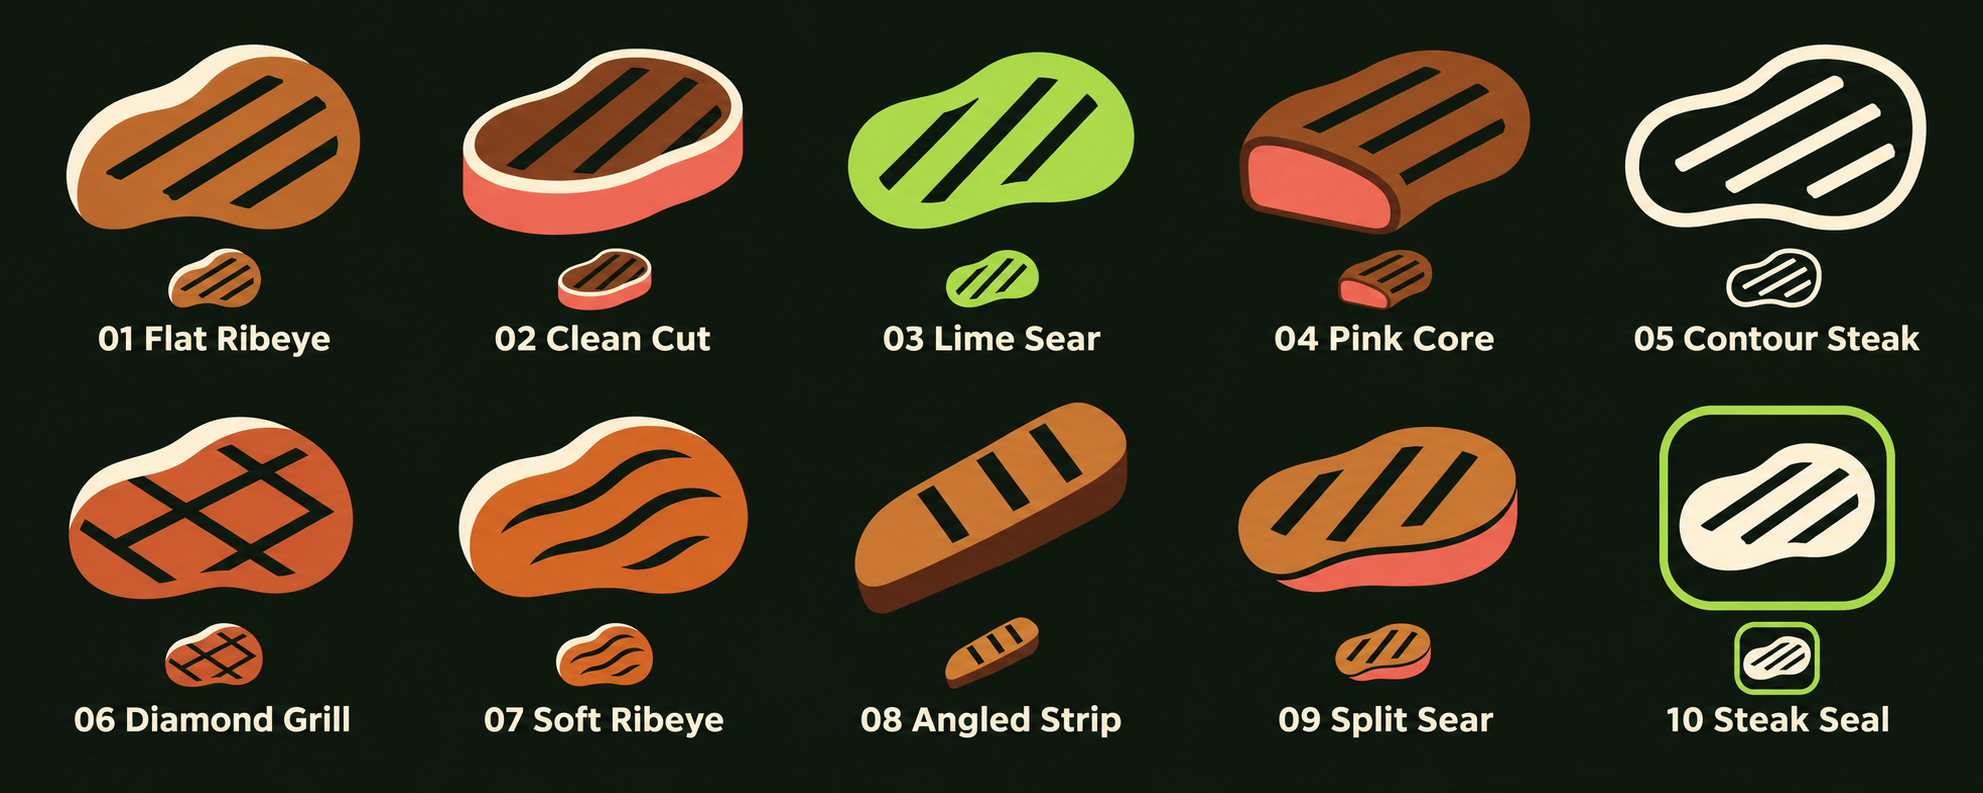 01 Flat Ribeye
02 Clean Cut
03 Lime Sear
04 Pink Core
05 Contour Steak
06 Diamond Grill
07 Soft Ribeye
08 Angled Strip
09 Split Sear
10 Steak Seal